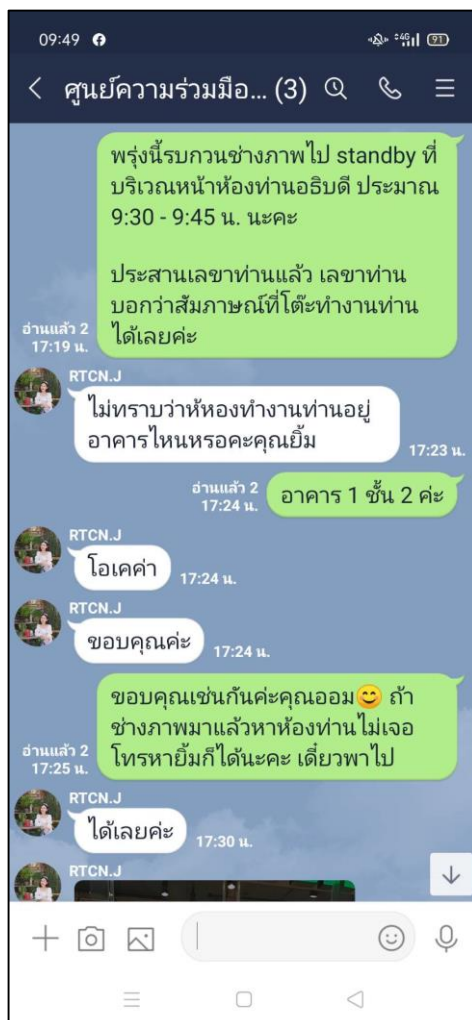 09:49
4G 91
ศูนย์ความร่วมมือ... (3)
พรุ่งนี้รบกวนช่างภาพไป standby ที่
บริเวณหน้าห้องท่านอธิบดี ประมาณ
9:30 - 9:45 น. นะคะ
ประสานเลขาท่านแล้ว เลขาท่าน
บอกว่าสัมภาษณ์ที่โต๊ะทำงานท่าน
ได้เลยค่ะ
อ่านแล้ว 2
17:19 น.
RTCN.J
ไม่ทราบว่าห้หองทำงานท่านอยู่
อาคารไหนหรอคะคุณยิ้ม
17:23 น.
อ่านแล้ว 2
17:24 น.
อาคาร 1 ชั้น 2 ค่ะ
RTCN.J
โอเคค่า
17:24 น.
RTCN.J
ขอบคุณค่ะ
17:24 น.
ขอบคุณเช่นกันค่ะคุณออม😊 ถ้า
ช่างภาพมาแล้วหาห้องท่านไม่เจอ
โทรหายิ้มก็ได้นะคะ เดี่ยวพาไป
อ่านแล้ว 2
17:25 น.
RTCN.J
ได้เลยค่ะ
17:30 น.
RTCN.J